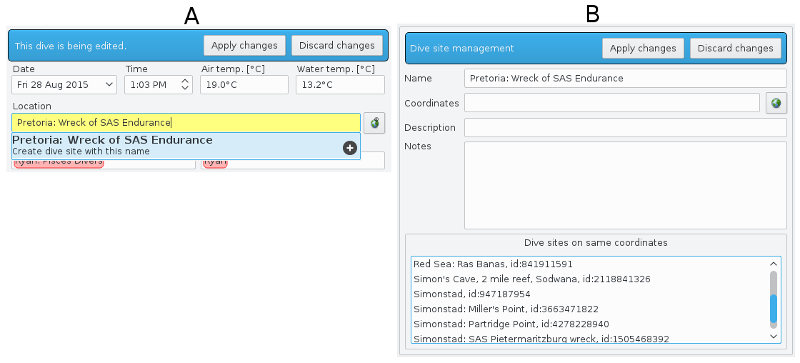 A
This dive is being edited.
Apply changes
Discard changes
Date
Time
Air temp. [°C]
Water temp. [°C]
Fri 28 Aug 2015
1:03 PM
19.0°C
13.2°C
Location
Pretoria: Wreck of SAS Endurance
Pretoria: Wreck of SAS Endurance
Create dive site with this name
Ryan: Pisces Divers
Ryan
B
Dive site management
Apply changes
Discard changes
Name
Pretoria: Wreck of SAS Endurance
Coordinates
Description
Notes
Dive sites on same coordinates
Red Sea: Ras Banas, id:841911591
Simon's Cave, 2 mile reef, Sodwana, id:2118841326
Simonstad, id:947187954
Simonstad: Miller's Point, id:3663471822
Simonstad: Partridge Point, id:4278228940
Simonstad: SAS Pietermaritzburg wreck, id:1505468392